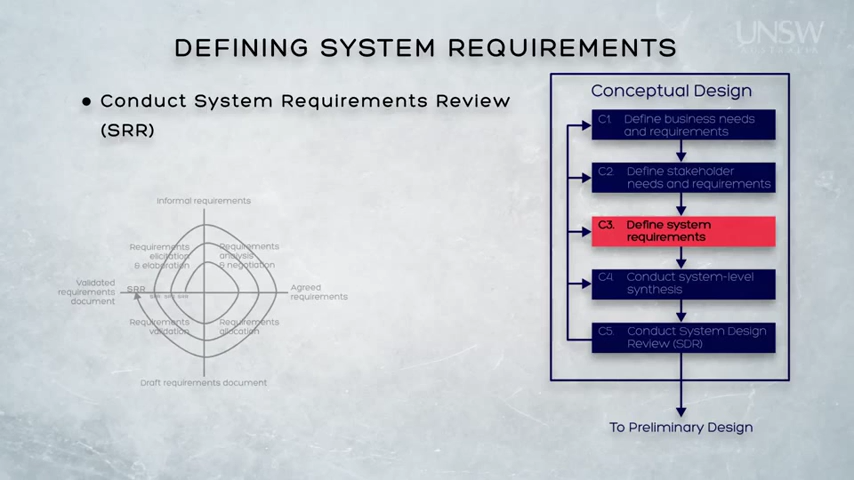 UNSW
AUSTRALIA
DEFINING SYSTEM REQUIREMENTS
• Conduct System Requirements Review
(SRR)
Informal requirements
Requirements
elicitation
& elaboration
Requirements
analysis
& negotiation
Validated
requirements
document
SRR
Agreed
requirements
Requirements
validation
Requirements
allocation
Draft requirements document
Conceptual Design
C1. Define business needs
and requirements
C2. Define stakeholder
needs and requirements
C3. Define system
requirements
C4. Conduct system-level
synthesis
C5. Conduct System Design
Review (SDR)
To Preliminary Design